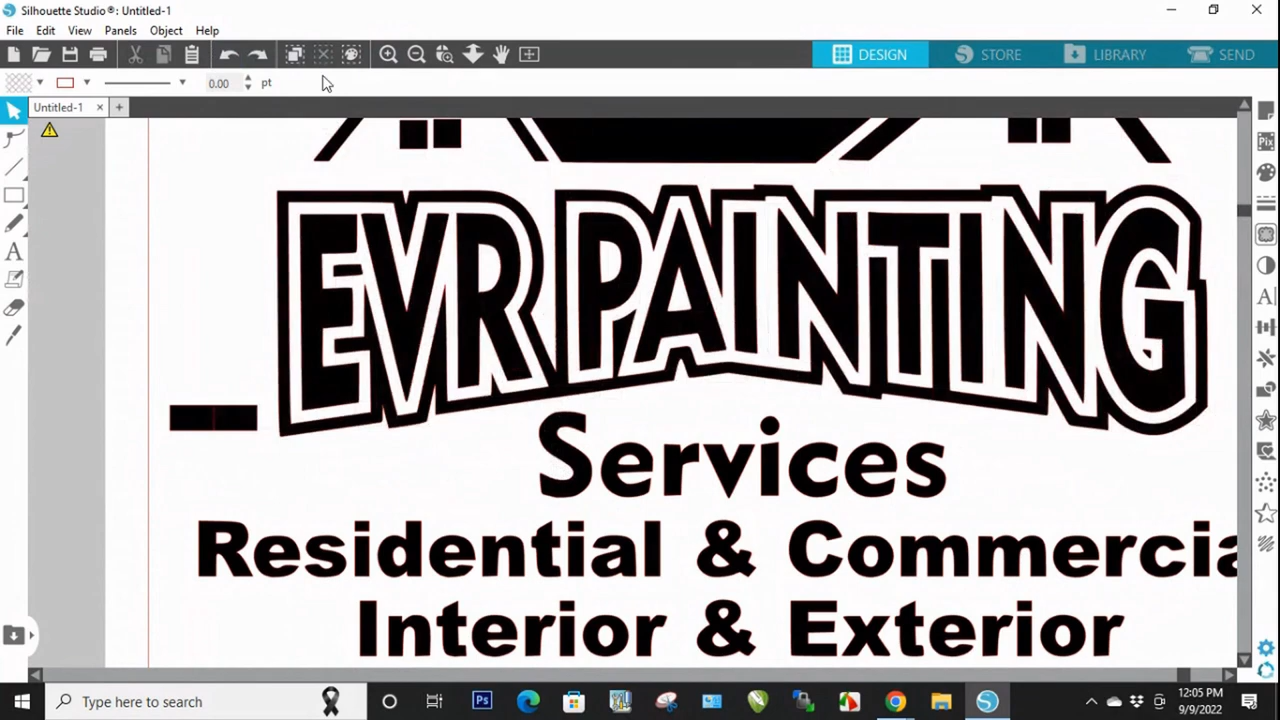 Silhouette Studio®: Untitled-1
File Edit View Panels Object Help
DESIGN STORE LIBRARY SEND
0.00 pt
Untitled-1
EVR PAINTING
Services
Residential & Commercia
Interior & Exterior
Type here to search
12:05 PM
9/9/2022